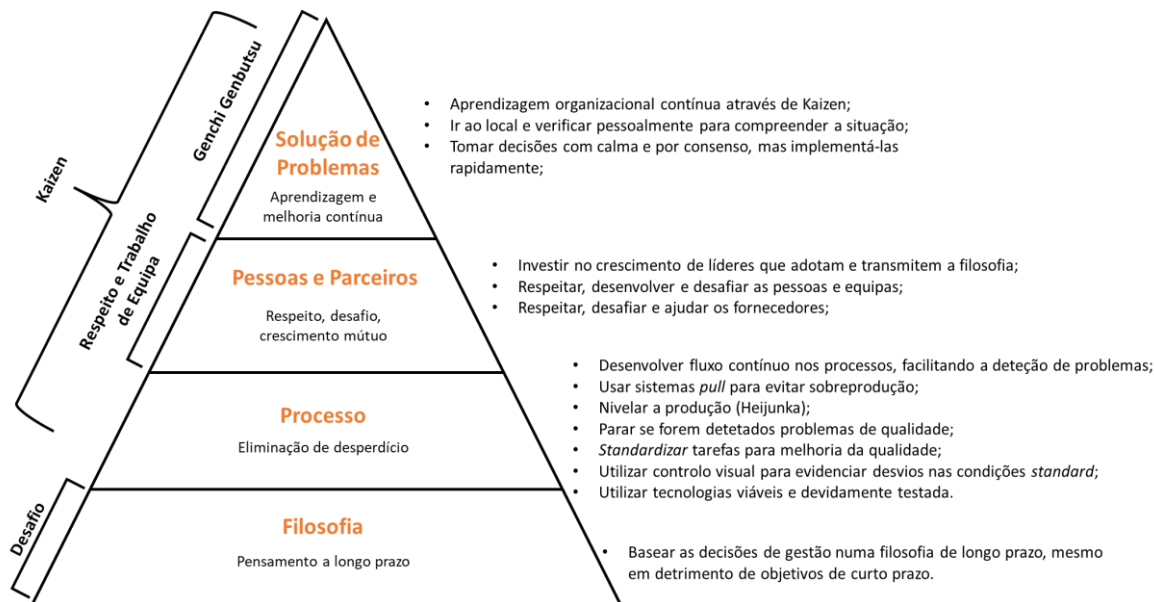 Kaizen
Genchi Genbutsu
Respeito e Trabalho
de Equipa
Desafio
Solução de
Problemas
Aprendizagem e
melhoria contínua
• Aprendizagem organizacional contínua através de Kaizen;
• Ir ao local e verificar pessoalmente para compreender a situação;
• Tomar decisões com calma e por consenso, mas implementá-las
rapidamente;
Pessoas e Parceiros
Respeito, desafio,
crescimento mútuo
• Investir no crescimento de líderes que adotam e transmitem a filosofia;
• Respeitar, desenvolver e desafiar as pessoas e equipas;
• Respeitar, desafiar e ajudar os fornecedores;
Processo
Eliminação de desperdício
• Desenvolver fluxo contínuo nos processos, facilitando a deteção de problemas;
• Usar sistemas pull para evitar sobreprodução;
• Nivelar a produção (Heijunka);
• Parar se forem detetados problemas de qualidade;
• Standardizar tarefas para melhoria da qualidade;
• Utilizar controlo visual para evidenciar desvios nas condições standard;
• Utilizar tecnologias viáveis e devidamente testada.
Filosofia
Pensamento a longo prazo
• Basear as decisões de gestão numa filosofia de longo prazo, mesmo
em detrimento de objetivos de curto prazo.